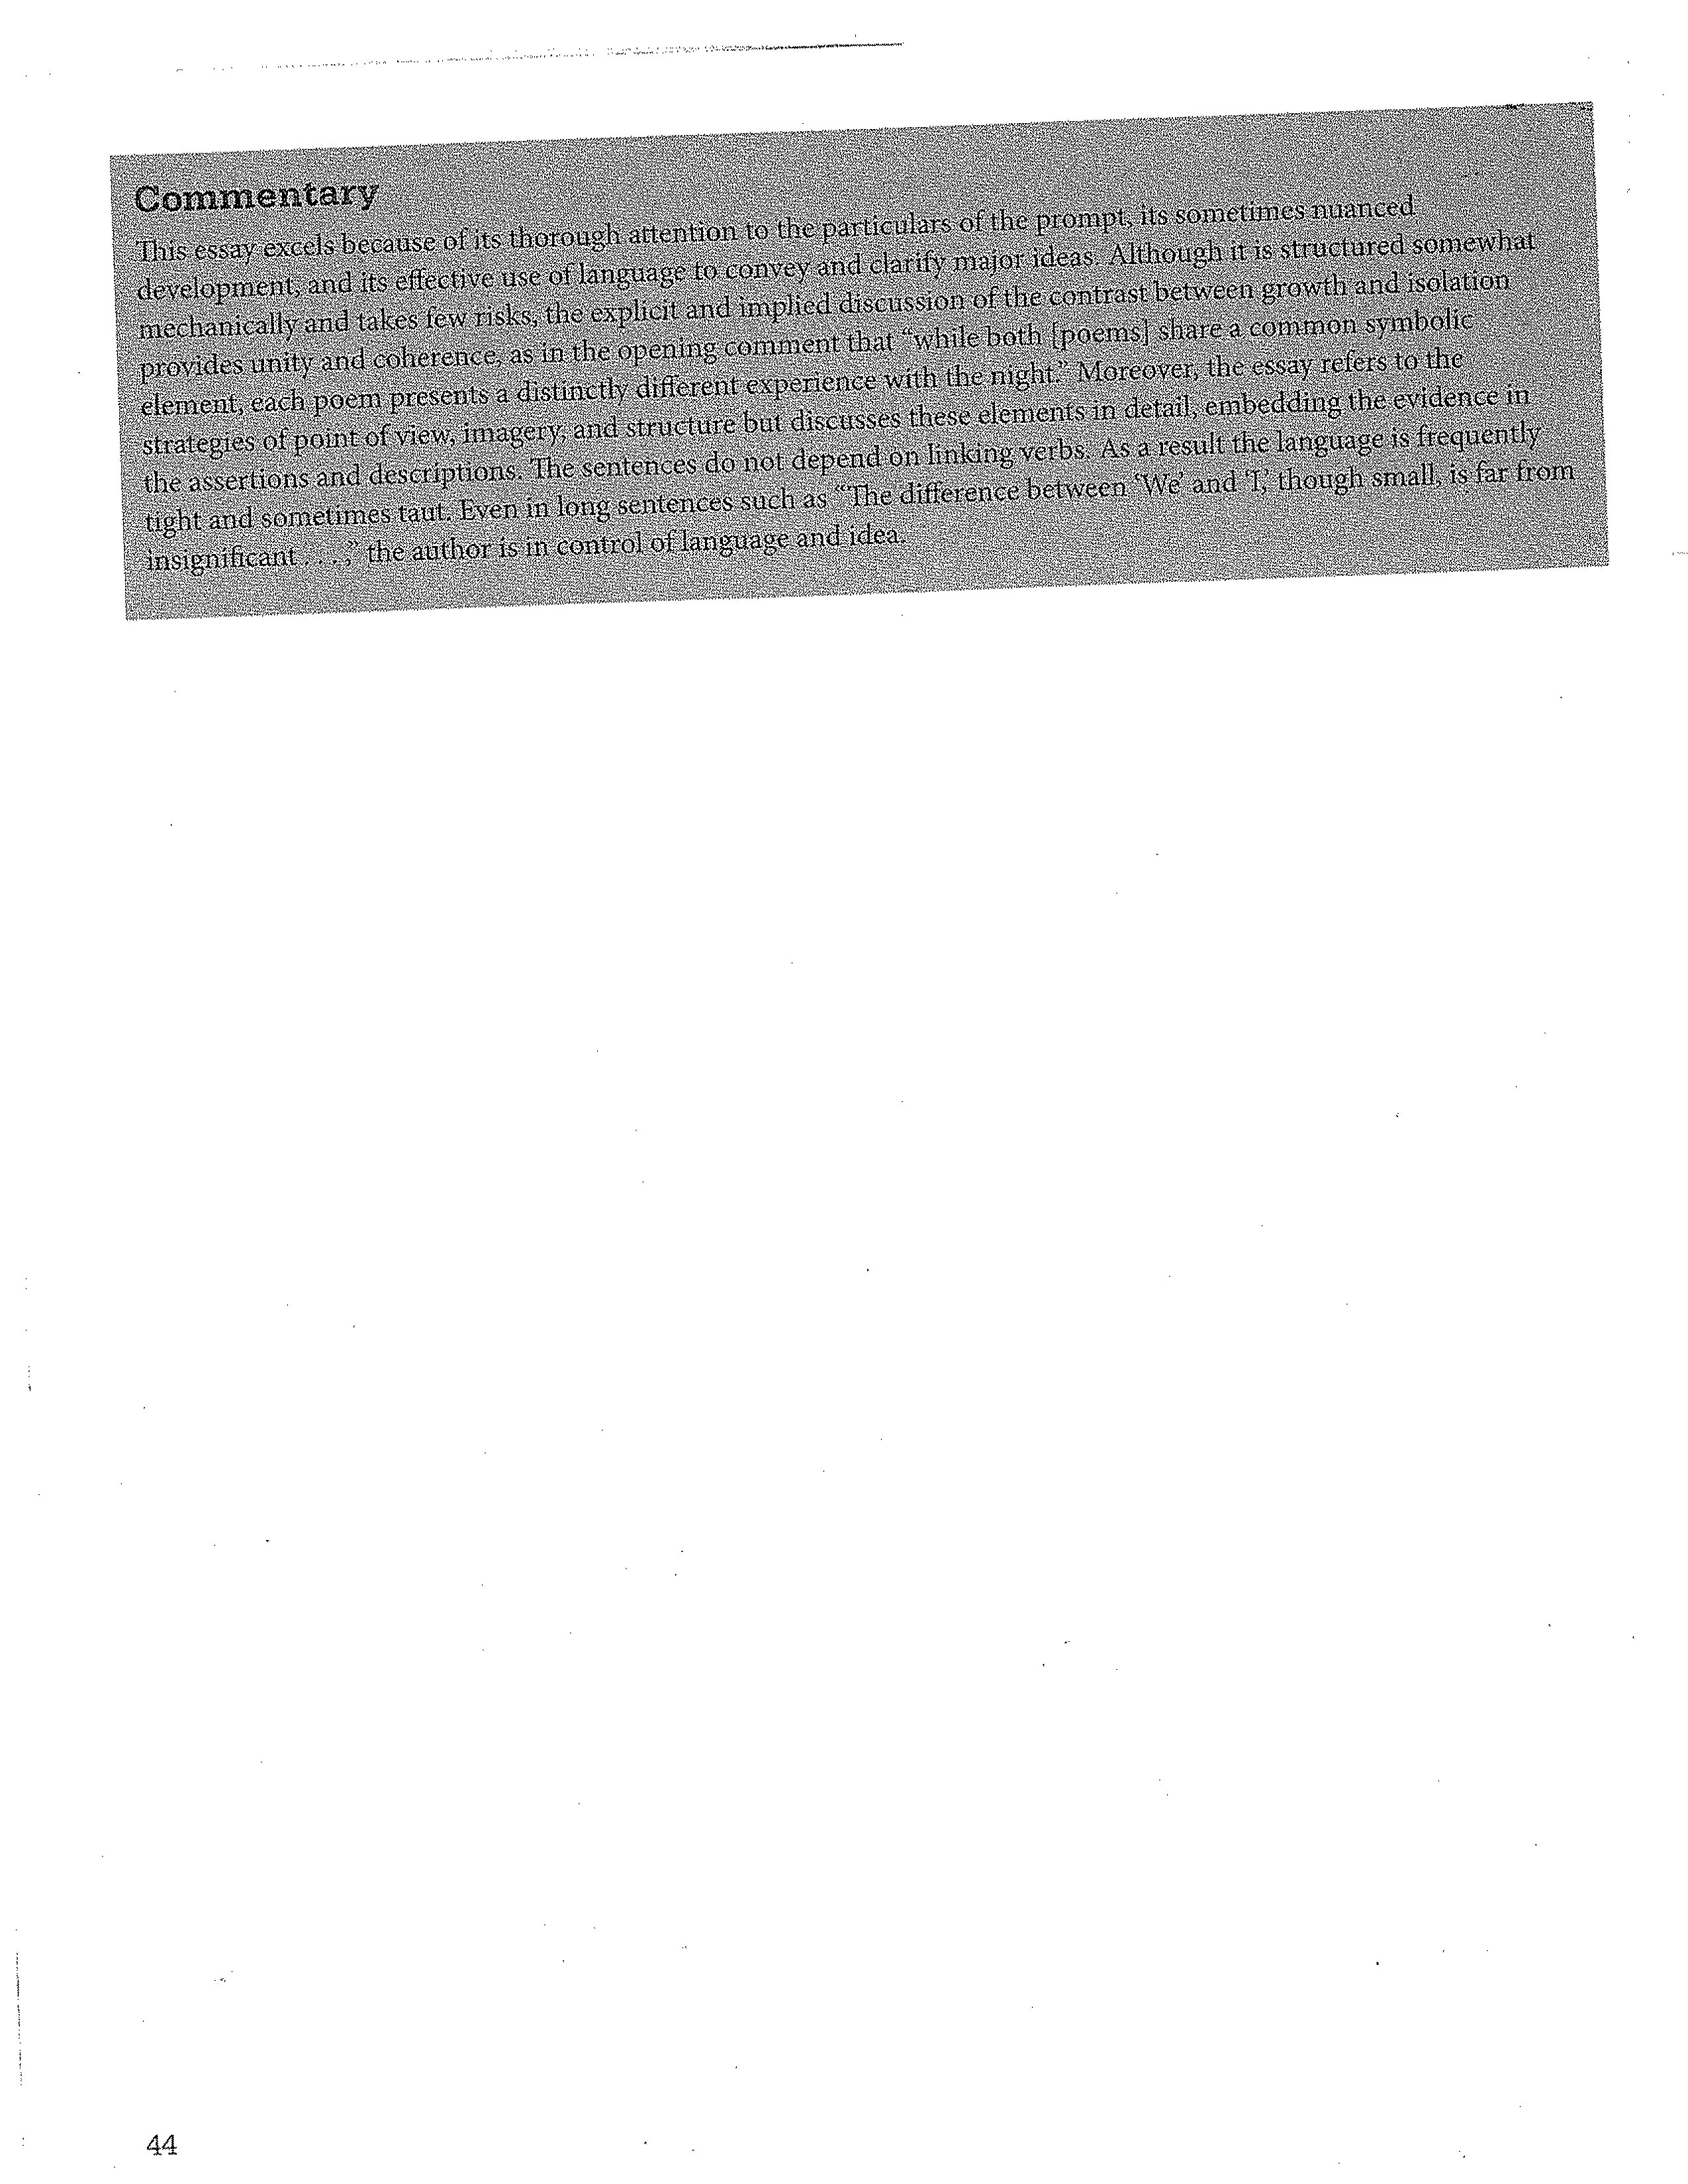 Commentary
This essay excels because of its thorough attention to the particulars of the prompt, its sometimes nuanced
development, and its effective use of language to convey and clarify major ideas. Although it is structured somewhat
mechanically and takes few risks, the explicit and implied discussion of the contrast between growth and isolation
provides unity and coherence, as in the opening comment that “while both [poems] share a common symbolic
element, each poem presents a distinctly different experience with the night.” Moreover, the essay refers to the
strategies of point of view, imagery, and structure but discusses these elements in detail, embedding the evidence in
the assertions and descriptions. The sentences do not depend on linking verbs. As a result the language is frequently
tight and sometimes taut. Even in long sentences such as “The difference between ‘We’ and ‘I,’ though small, is far from
insignificant . . . ,” the author is in control of language and idea.
44